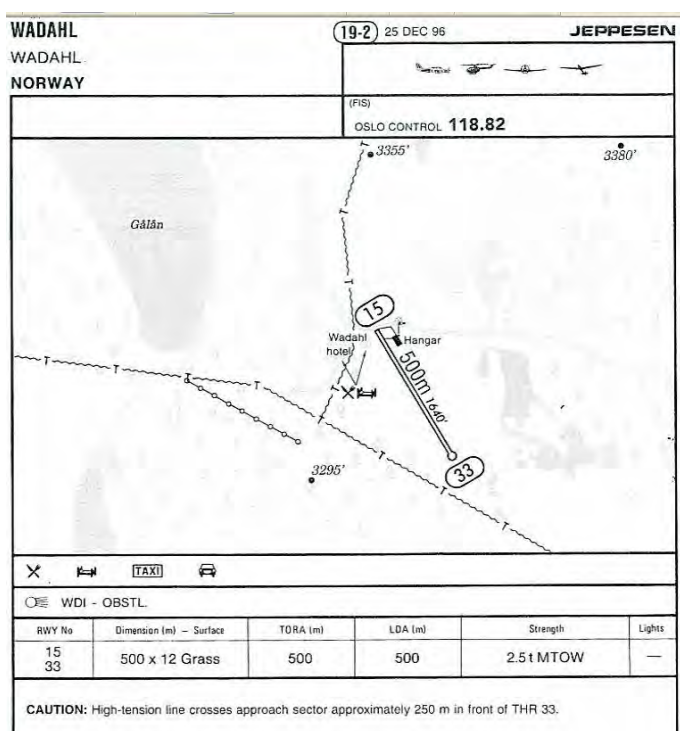 WADAHL 19-2 25 DEC 96 JEPPESEN
WADAHL
NORWAY
(FIS)
OSLO CONTROL 118.82
T 3355' 3380'
Gålån
T
T
T
15
Wadahl
hotel
Hangar
T T T T T
500m 1640'
T
T
33
3295'
T
TAXI
WDI - OBSTL.
RWY No Dimension (m) – Surface TORA (m) LDA (m) Strength Lights
15
33 500 x 12 Grass 500 500 2.5 t MTOW —
CAUTION: High-tension line crosses approach sector approximately 250 m in front of THR 33.